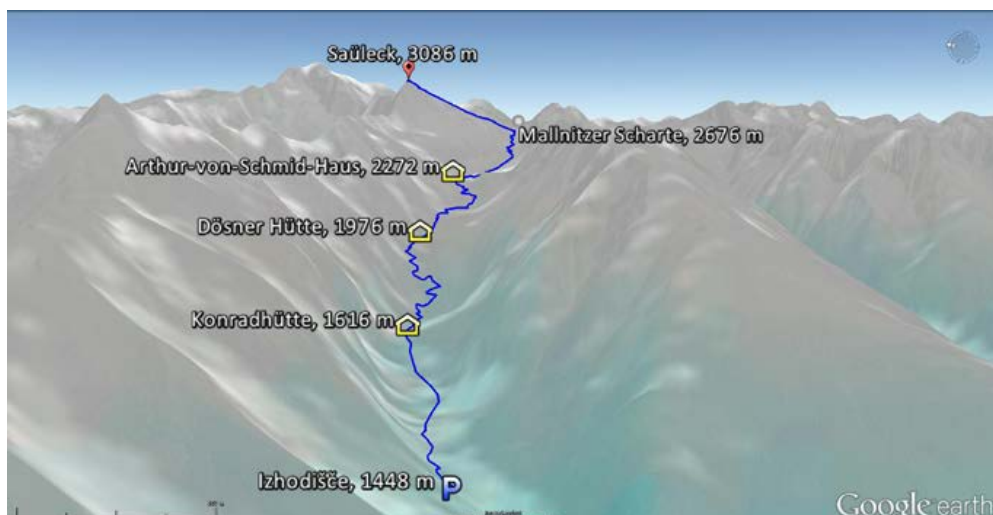 Saüleck, 3086 m
Mallnitzer Scharte, 2676 m
Arthur-von-Schmid-Haus, 2272 m
Dösner Hütte, 1976 m
Konradhütte, 1616 m
Izhodišče, 1448 m
P
Google earth